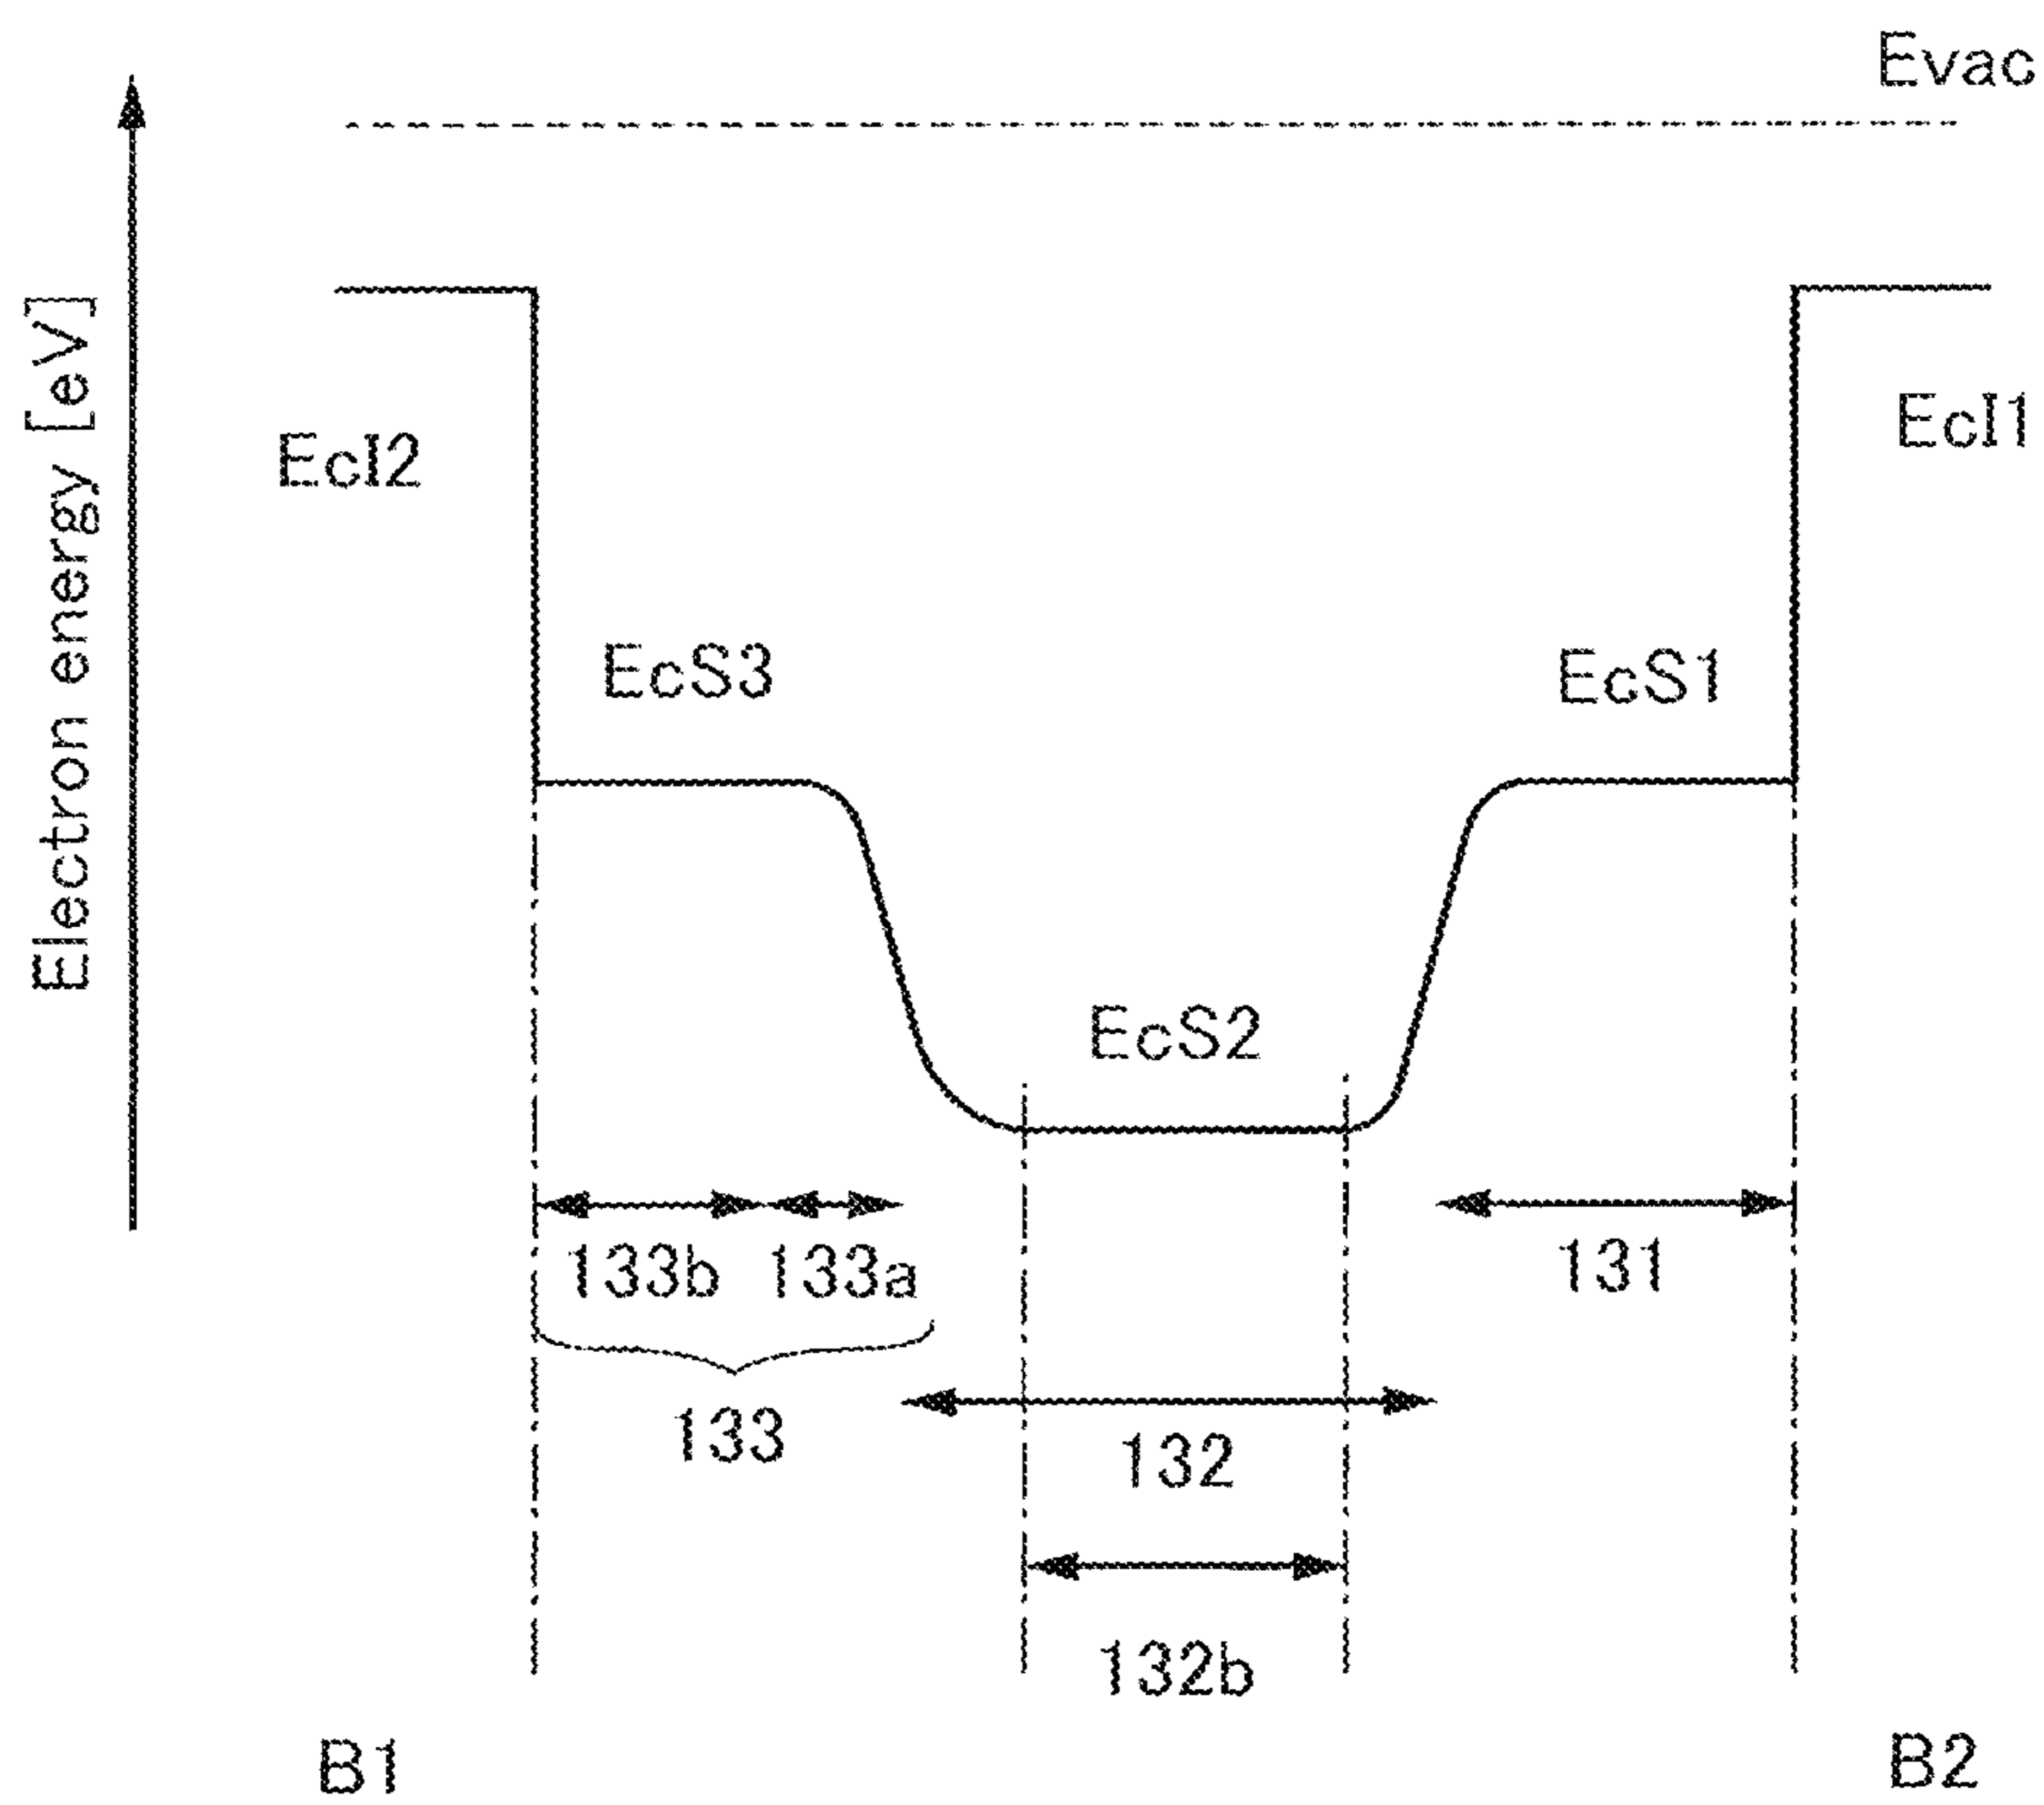 Evac
Electron energy [eV]
EcI2
EcI1
EcS3
EcS1
EcS2
133b
133a
131
133
132
132b
B1
B2